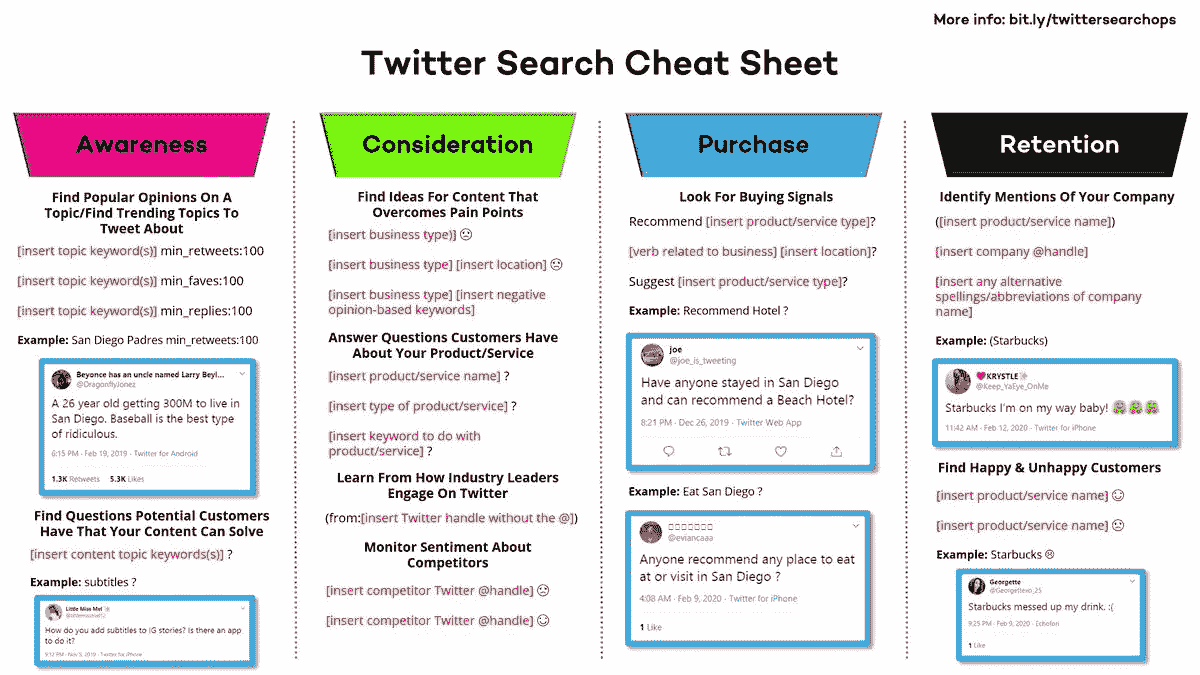 More info: bit.ly/twittersearchops
Twitter Search Cheat Sheet
Awareness
Find Popular Opinions On A
Topic/Find Trending Topics To
Tweet About
[insert topic keyword(s)] min_retweets:100
[insert topic keyword(s)] min_faves:100
[insert topic keyword(s)] min_replies:100
Example: San Diego Padres min_retweets:100
Beyonce has an uncle named Larry Beyl...
@DragonflyJonez
A 26 year old getting 300M to live in
San Diego. Baseball is the best type
of ridiculous.
6:15 PM · Feb 19, 2019 · Twitter for Android
1.3K Retweets 5.3K Likes
Find Questions Potential Customers
Have That Your Content Can Solve
[insert content topic keywords(s)] ?
Example: subtitles ?
Little Miss Mel
How do you add subtitles to IG stories? Is there an app
to do it?
9:12 PM · Nov 5, 2019 · Twitter for iPhone
Consideration
Find Ideas For Content That
Overcomes Pain Points
[insert business type)] ☹
[insert business type] [insert location] ☹
[insert business type] [insert negative
opinion-based keywords]
Answer Questions Customers Have
About Your Product/Service
[insert product/service name] ?
[insert type of product/service] ?
[insert keyword to do with
product/service] ?
Learn From How Industry Leaders
Engage On Twitter
(from:[insert Twitter handle without the @])
Monitor Sentiment About
Competitors
[insert competitor Twitter @handle] ☹
[insert competitor Twitter @handle] ☺
Purchase
Look For Buying Signals
Recommend [insert product/service type]?
[verb related to business] [insert location]?
Suggest [insert product/service type]?
Example: Recommend Hotel ?
joe
@joe_is_tweeting
Have anyone stayed in San Diego
and can recommend a Beach Hotel?
8:21 PM · Dec 26, 2019 · Twitter Web App
Example: Eat San Diego ?
@eviancaaa
Anyone recommend any place to eat
at or visit in San Diego ?
4:08 AM · Feb 9, 2020 · Twitter for iPhone
1 Like
Retention
Identify Mentions Of Your Company
([insert product/service name])
[insert company @handle]
[insert any alternative
spellings/abbreviations of company
name]
Example: (Starbucks)
KRYSTLE
@Keep_YaEye_OnMe
Starbucks I'm on my way baby!
11:42 AM · Feb 12, 2020 · Twitter for iPhone
Find Happy & Unhappy Customers
[insert product/service name] ☺
[insert product/service name] ☹
Example: Starbucks ☹
Georgette
@Georgettexo_25
Starbucks messed up my drink. :(
9:25 PM · Feb 9, 2020 · Echofon
1 Like